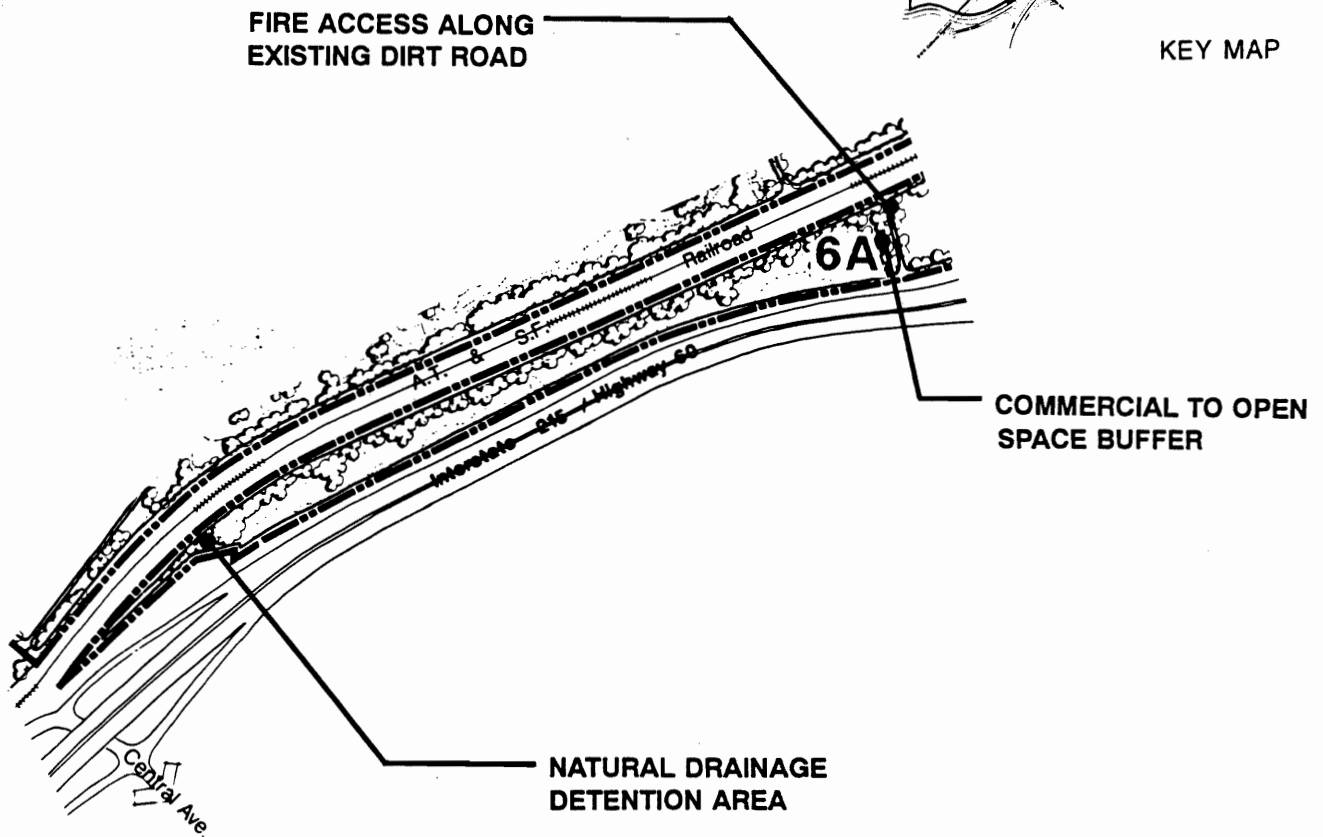 FIRE ACCESS ALONG
EXISTING DIRT ROAD
KEY MAP
Railroad
6A
A.T. & S.F.
Interstate 215 / Highway 60
COMMERCIAL TO OPEN
SPACE BUFFER
NATURAL DRAINAGE
DETENTION AREA
Central Ave.